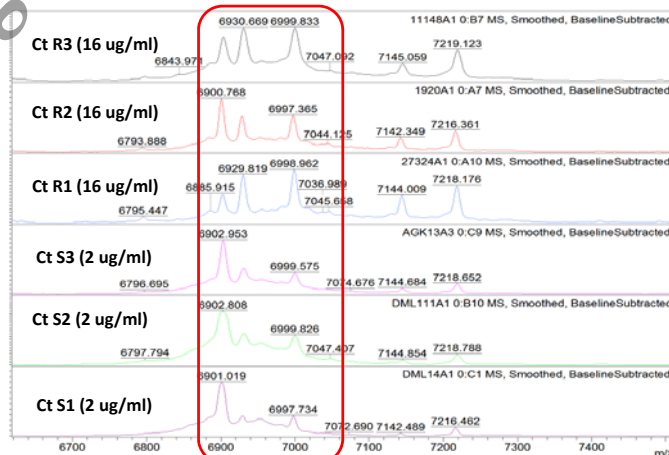 Ct R3 (16 ug/ml)
11148A1 0:B7 MS, Smoothed, BaselineSubtracted
6843.971
6930.669
6999.833
7047.092
7145.059
7219.123
Ct R2 (16 ug/ml)
1920A1 0:A7 MS, Smoothed, BaselineSubtracted
6793.888
6900.768
6997.365
7044.125
7142.349
7216.361
Ct R1 (16 ug/ml)
27324A1 0:A10 MS, Smoothed, BaselineSubtracted
6795.447
6885.915
6929.819
6998.962
7036.989
7045.658
7144.009
7218.176
Ct S3 (2 ug/ml)
AGK13A3 0:C9 MS, Smoothed, BaselineSubtracted
6796.695
6902.953
6999.575
7074.676
7144.684
7218.652
Ct S2 (2 ug/ml)
DML111A1 0:B10 MS, Smoothed, BaselineSubtracted
6797.794
6902.808
6999.826
7047.407
7144.854
7218.788
Ct S1 (2 ug/ml)
DML14A1 0:C1 MS, Smoothed, BaselineSubtracted
6901.019
6997.734
7072.690
7142.489
7216.462
6700 6800 6900 7000 7100 7200 7300 7400